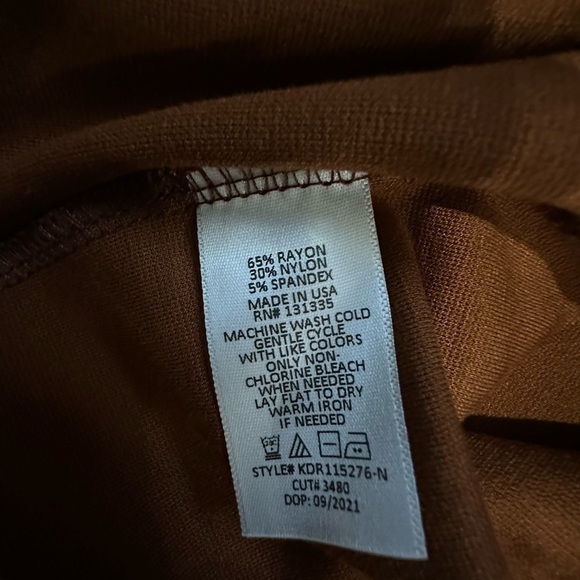 65% RAYON
30% NYLON
5% SPANDEX
MADE IN USA
RN# 131335
MACHINE WASH COLD
GENTLE CYCLE
WITH LIKE COLORS
ONLY NON-
CHLORINE BLEACH
WHEN NEEDED
LAY FLAT TO DRY
WARM IRON
IF NEEDED
STYLE# KDR115276-N
CUT# 3480
DOP: 09/2021